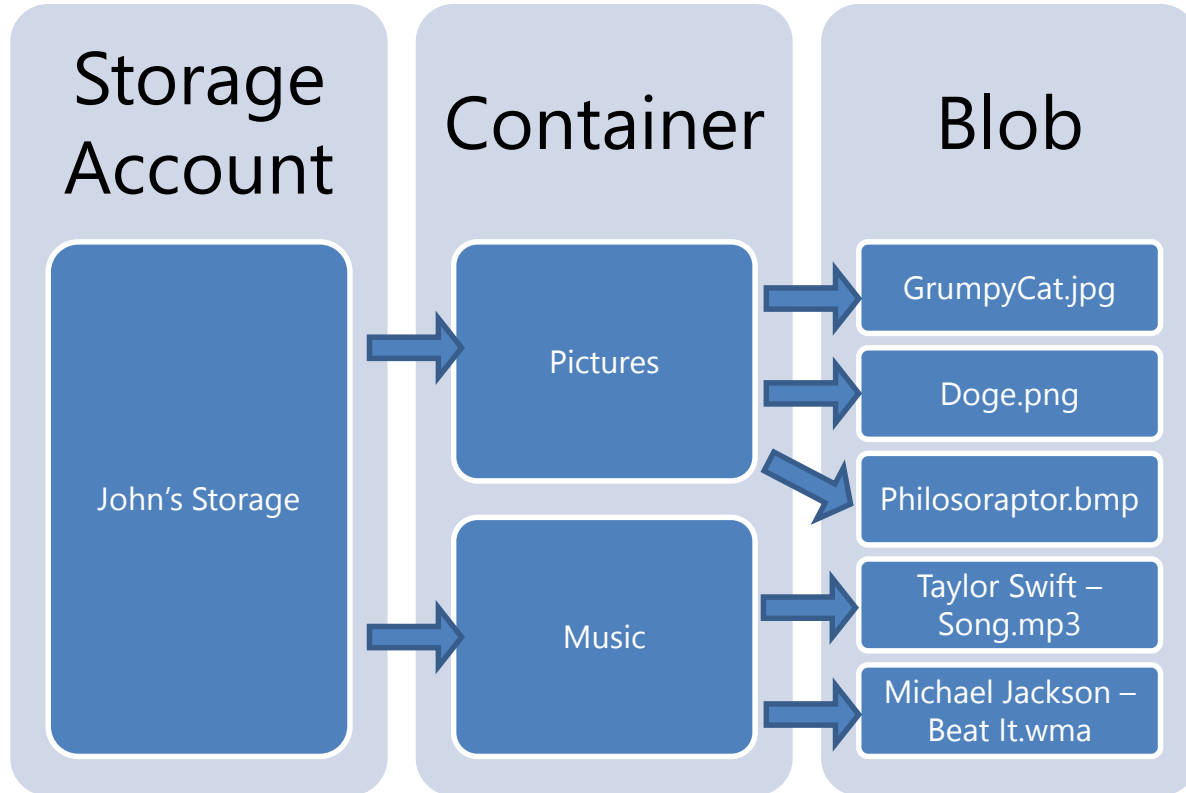 Storage
Account
Container
Blob
John’s Storage
Pictures
Music
GrumpyCat.jpg
Doge.png
Philosoraptor.bmp
Taylor Swift –
Song.mp3
Michael Jackson –
Beat It.wma